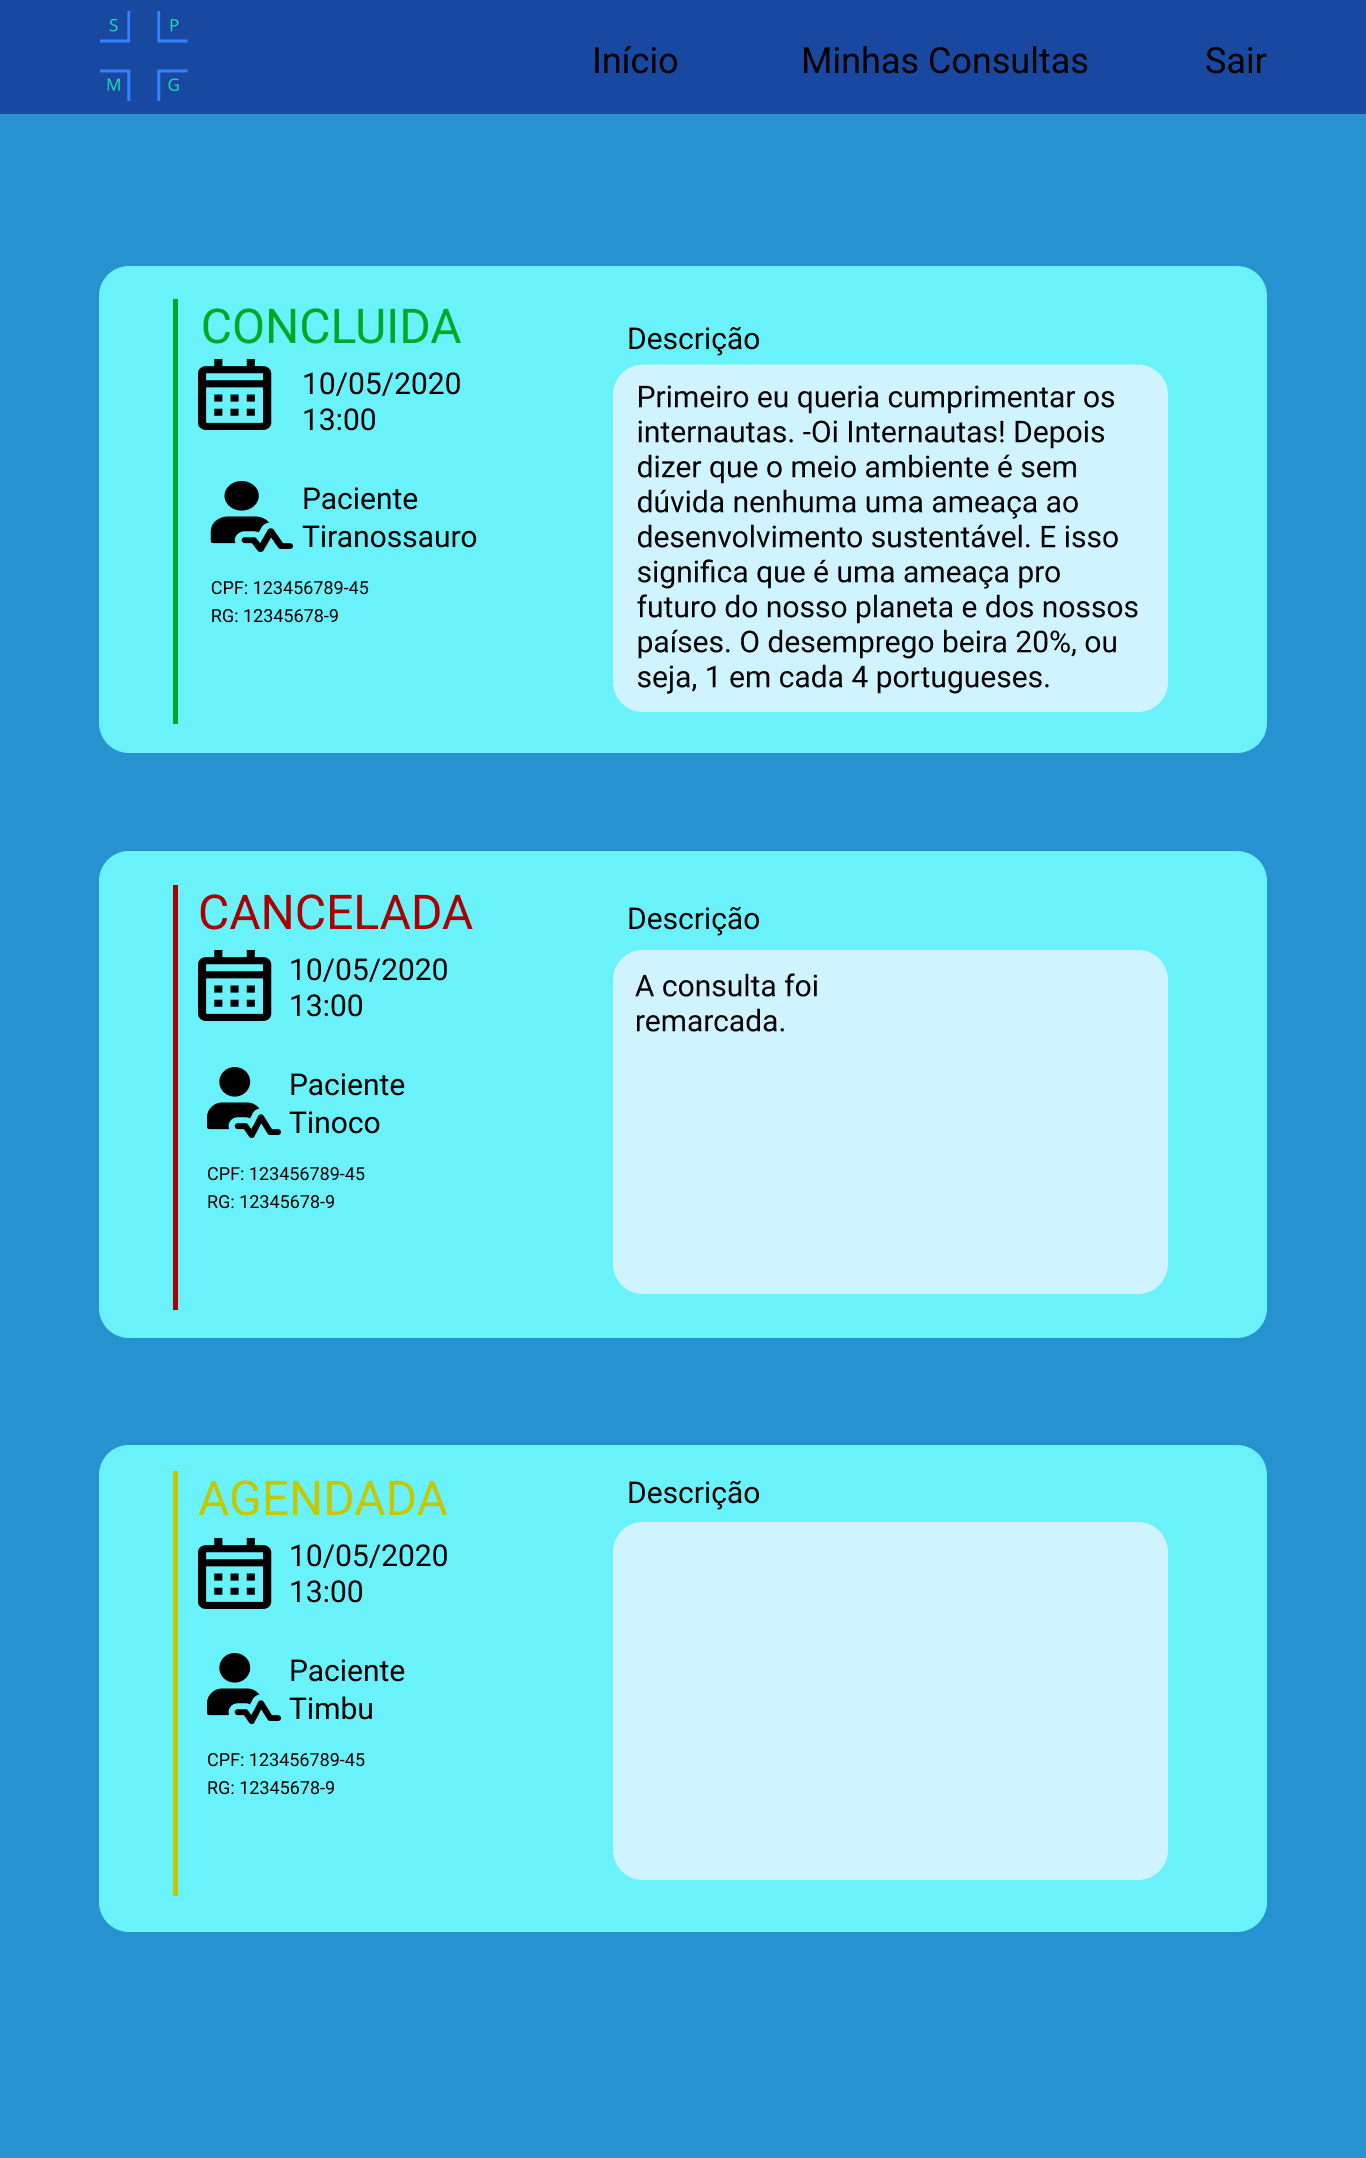 S P
M G
Início Minhas Consultas Sair
CONCLUIDA
10/05/2020
13:00
Paciente
Tiranossauro
CPF: 123456789-45
RG: 12345678-9
Descrição
Primeiro eu queria cumprimentar os
internautas. -Oi Internautas! Depois
dizer que o meio ambiente é sem
dúvida nenhuma uma ameaça ao
desenvolvimento sustentável. E isso
significa que é uma ameaça pro
futuro do nosso planeta e dos nossos
países. O desemprego beira 20%, ou
seja, 1 em cada 4 portugueses.
CANCELADA
10/05/2020
13:00
Paciente
Tinoco
CPF: 123456789-45
RG: 12345678-9
Descrição
A consulta foi
remarcada.
AGENDADA
10/05/2020
13:00
Paciente
Timbu
CPF: 123456789-45
RG: 12345678-9
Descrição